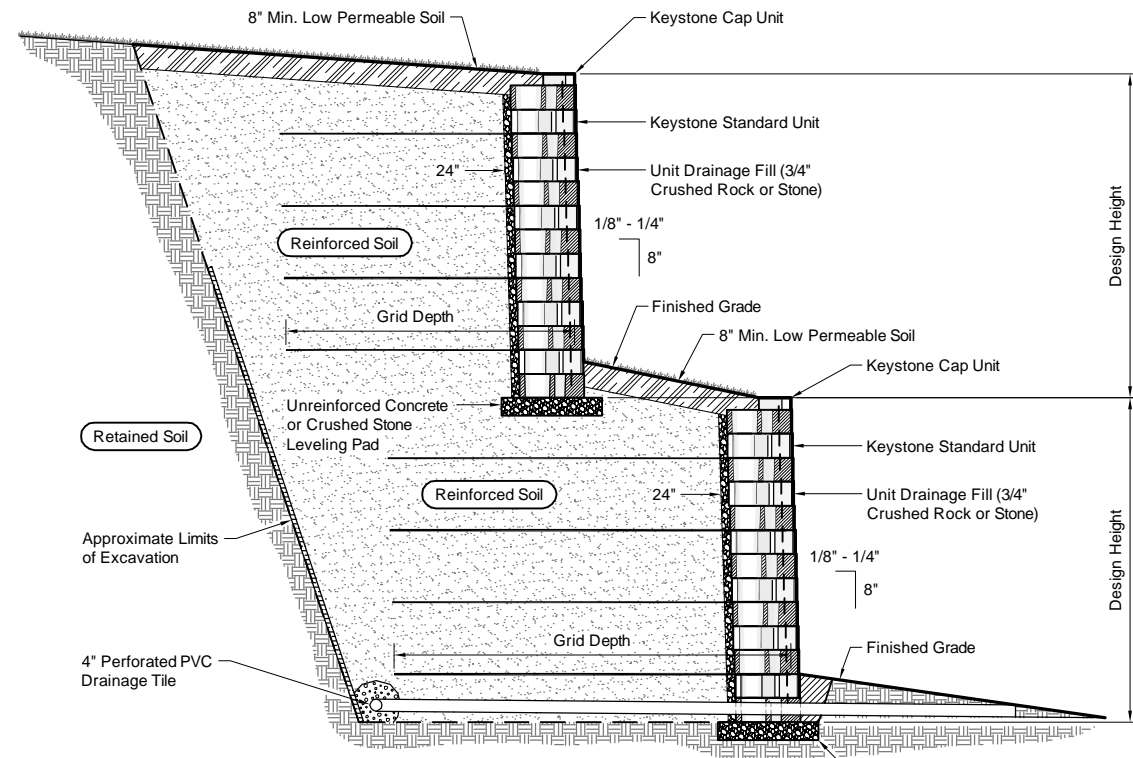 8" Min. Low Permeable Soil
Keystone Cap Unit
Keystone Standard Unit
24"
Unit Drainage Fill (3/4"
Crushed Rock or Stone)
Design Height
1/8" - 1/4"
8"
Reinforced Soil
Grid Depth
Finished Grade
8" Min. Low Permeable Soil
Keystone Cap Unit
Unreinforced Concrete
or Crushed Stone
Leveling Pad
Retained Soil
Keystone Standard Unit
Reinforced Soil
24"
Unit Drainage Fill (3/4"
Crushed Rock or Stone)
Design Height
Approximate Limits
of Excavation
1/8" - 1/4"
8"
Grid Depth
Finished Grade
4" Perforated PVC
Drainage Tile